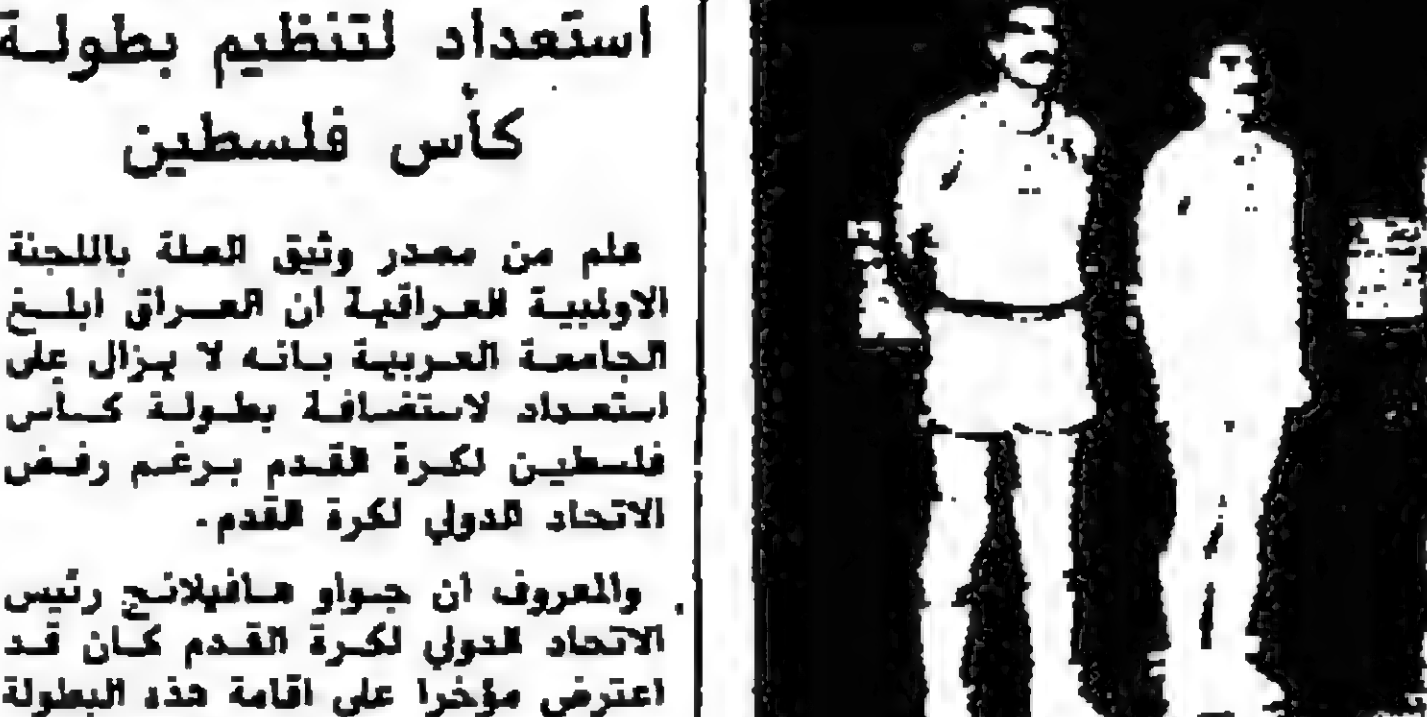 استعداد لتنظيم بطولة
كأس فلسطين
علم من مصدر وثيق الصلة باللجنة
الاولمبية العراقية ان العراق ابلغ
الجامعة العربية بانه لا يزال على
استعداد لاستضافة بطولة كأس
فلسطين لكرة القدم برغم رفض
الاتحاد الدولي لكرة القدم.
والمعروف ان جواو هافيلانج رئيس
الاتحاد الدولي لكرة القدم كان قد
اعترض مؤخرا على اقامة هذه البطولة